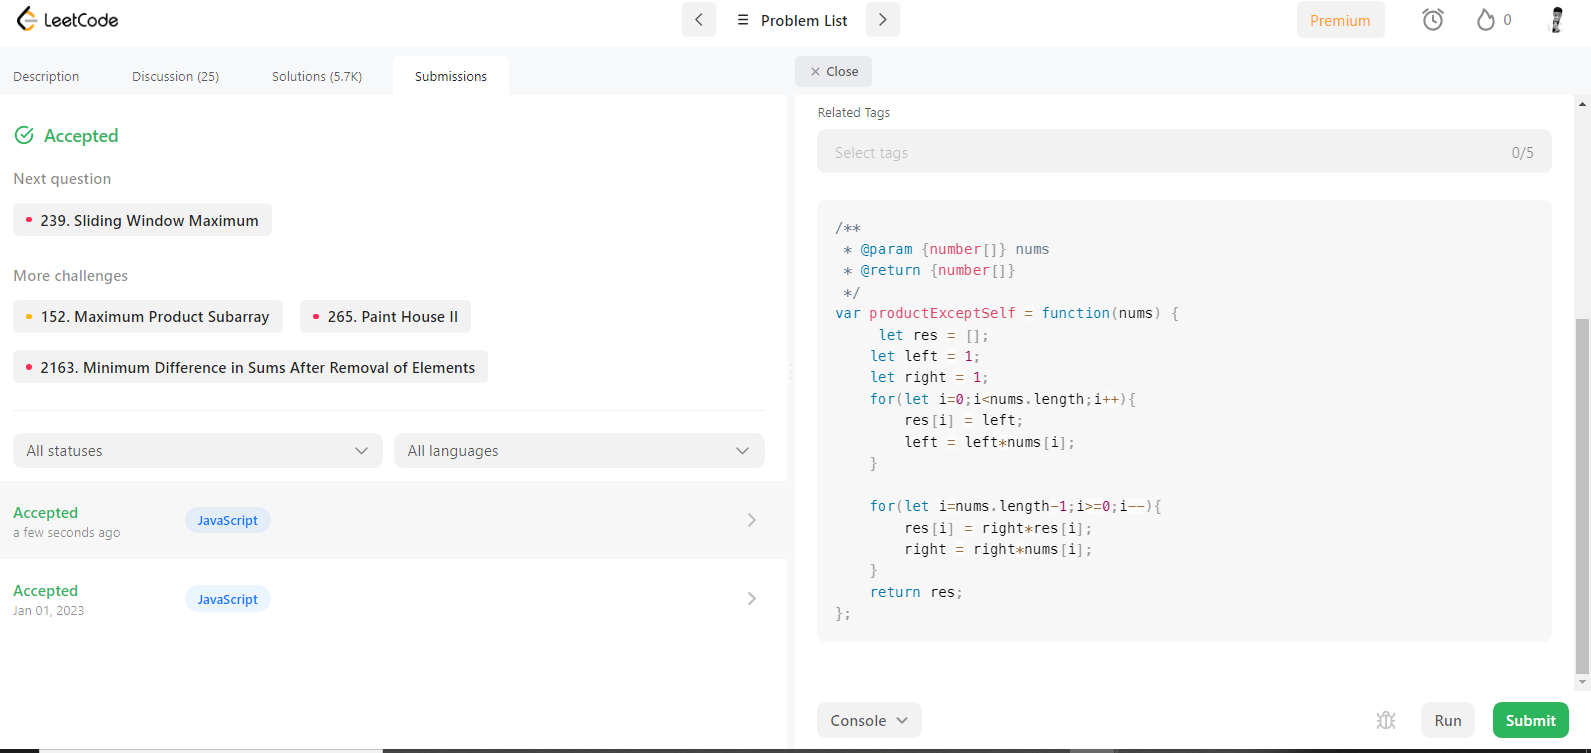 LeetCode
Problem List
Premium
0
Description
Discussion (25)
Solutions (5.7K)
Submissions
Accepted
Next question
239. Sliding Window Maximum
More challenges
152. Maximum Product Subarray
265. Paint House II
2163. Minimum Difference in Sums After Removal of Elements
All statuses
All languages
Accepted
a few seconds ago
JavaScript
Accepted
Jan 01, 2023
JavaScript
× Close
Related Tags
Select tags
0/5
/**
 * @param {number[]} nums
 * @return {number[]}
 */
var productExceptSelf = function(nums) {
     let res = [];
    let left = 1;
    let right = 1;
    for(let i=0;i<nums.length;i++){
        res[i] = left;
        left = left*nums[i];
    }
    for(let i=nums.length-1;i>=0;i--){
        res[i] = right*res[i];
        right = right*nums[i];
    }
    return res;
};
Console
Run
Submit